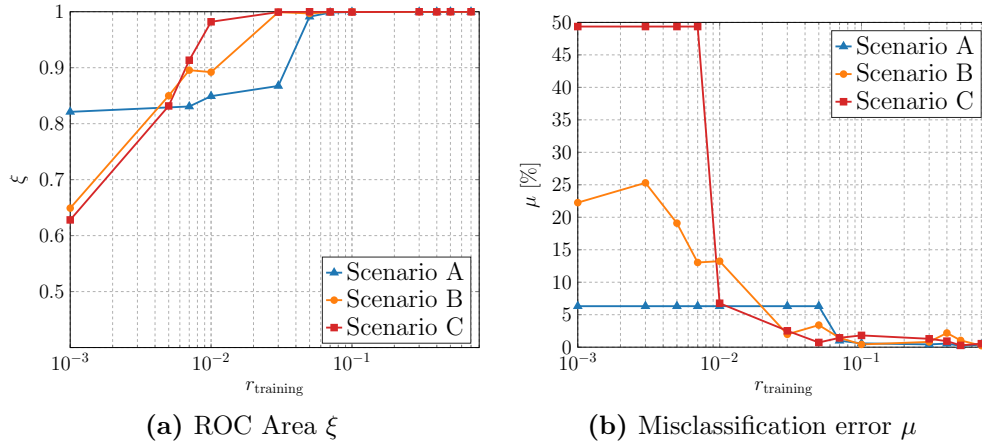 1
0.9
0.8
0.7
0.6
0.5
ξ
10⁻³
10⁻²
10⁻¹
r_training
Scenario A
Scenario B
Scenario C
(a) ROC Area ξ
50
45
40
35
30
25
20
15
10
5
0
μ [%]
10⁻³
10⁻²
10⁻¹
r_training
Scenario A
Scenario B
Scenario C
(b) Misclassification error μ